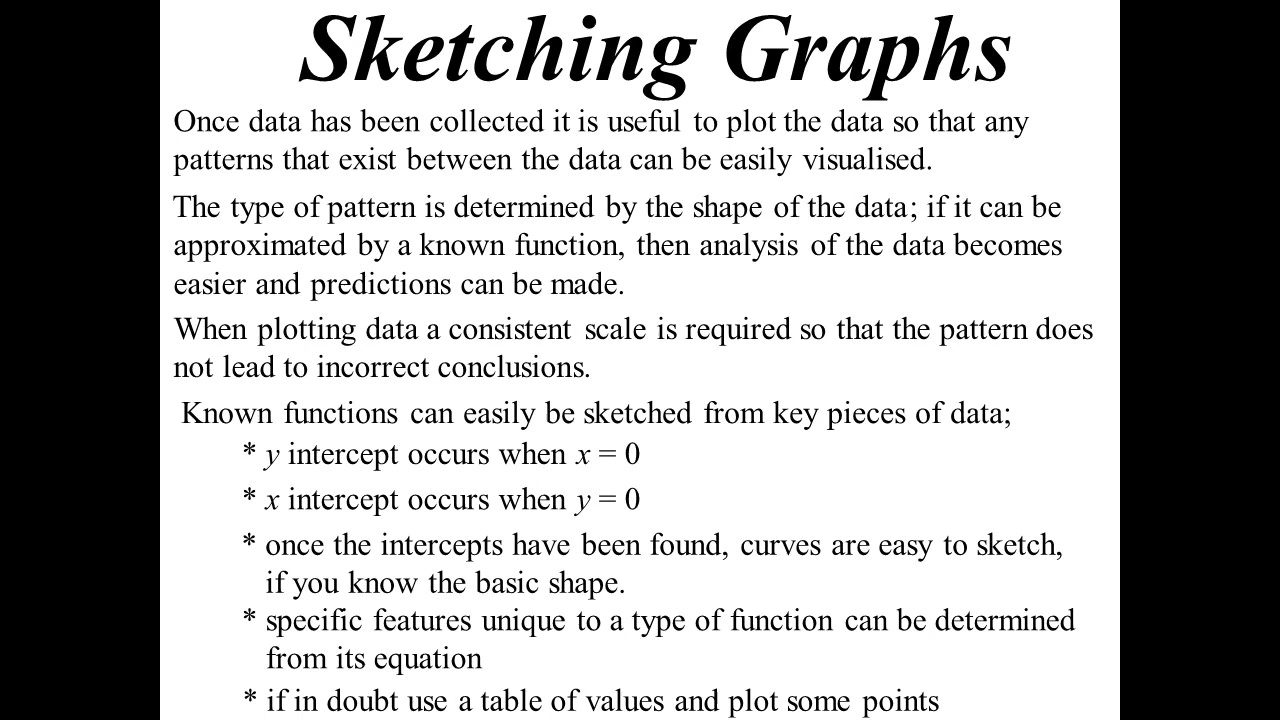 Sketching Graphs
Once data has been collected it is useful to plot the data so that any
patterns that exist between the data can be easily visualised.
The type of pattern is determined by the shape of the data; if it can be
approximated by a known function, then analysis of the data becomes
easier and predictions can be made.
When plotting data a consistent scale is required so that the pattern does
not lead to incorrect conclusions.
Known functions can easily be sketched from key pieces of data;
* y intercept occurs when x = 0
* x intercept occurs when y = 0
* once the intercepts have been found, curves are easy to sketch,
if you know the basic shape.
* specific features unique to a type of function can be determined
from its equation
* if in doubt use a table of values and plot some points